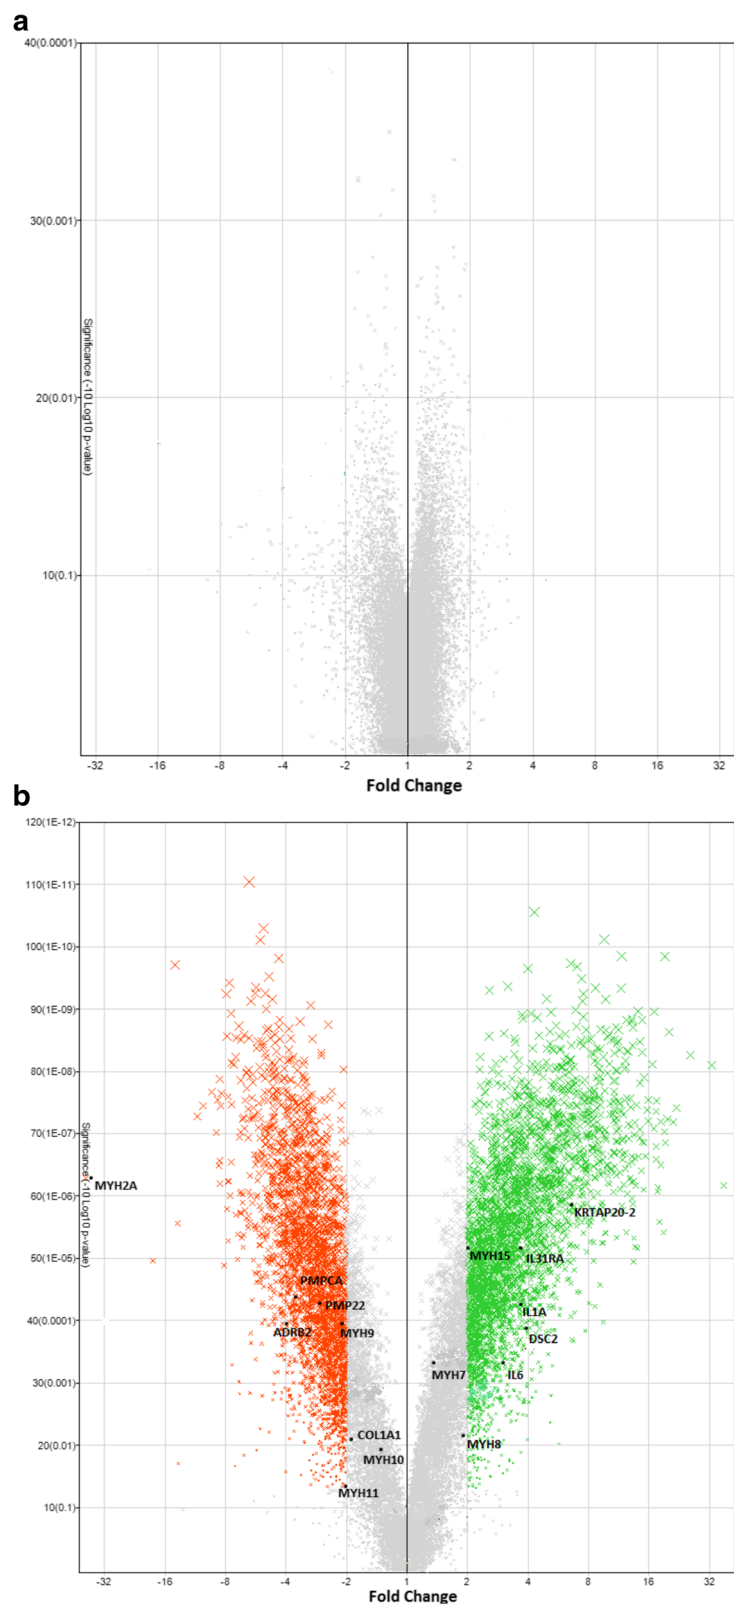 a
40(0.0001)
30(0.001)
20(0.01)
10(0.1)
Significance (-10 Log10 p-value)
-32 -16 -8 -4 -2 1 2 4 8 16 32
Fold Change
b
120(1E-12)
110(1E-11)
100(1E-10)
90(1E-09)
80(1E-08)
70(1E-07)
60(1E-06)
50(1E-05)
40(0.0001)
30(0.001)
20(0.01)
10(0.1)
Significance (-10 Log10 p-value)
MYH2A
KRTAP20-2
MYH15
IL31RA
PMPCA
PMP22
IL1A
ADRB2
MYH9
DSC2
MYH7
IL6
COL1A1
MYH8
MYH10
MYH11
-32 -16 -8 -4 -2 1 2 4 8 16 32
Fold Change